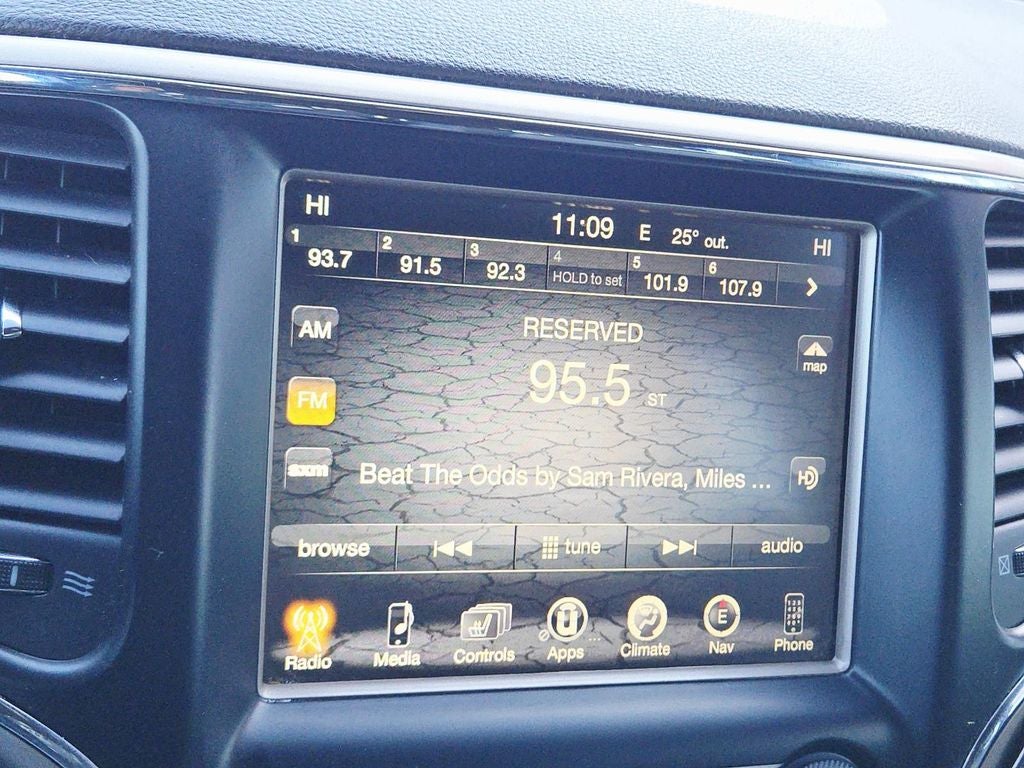 HI 11:09 E 25° out. HI
1 93.7 2 91.5 3 92.3 4 HOLD to set 5 101.9 6 107.9
AM RESERVED map
FM 95.5 ST
sxm Beat The Odds by Sam Rivera, Miles ... HD
browse tune audio
Radio Media Controls Apps Climate E Nav Phone